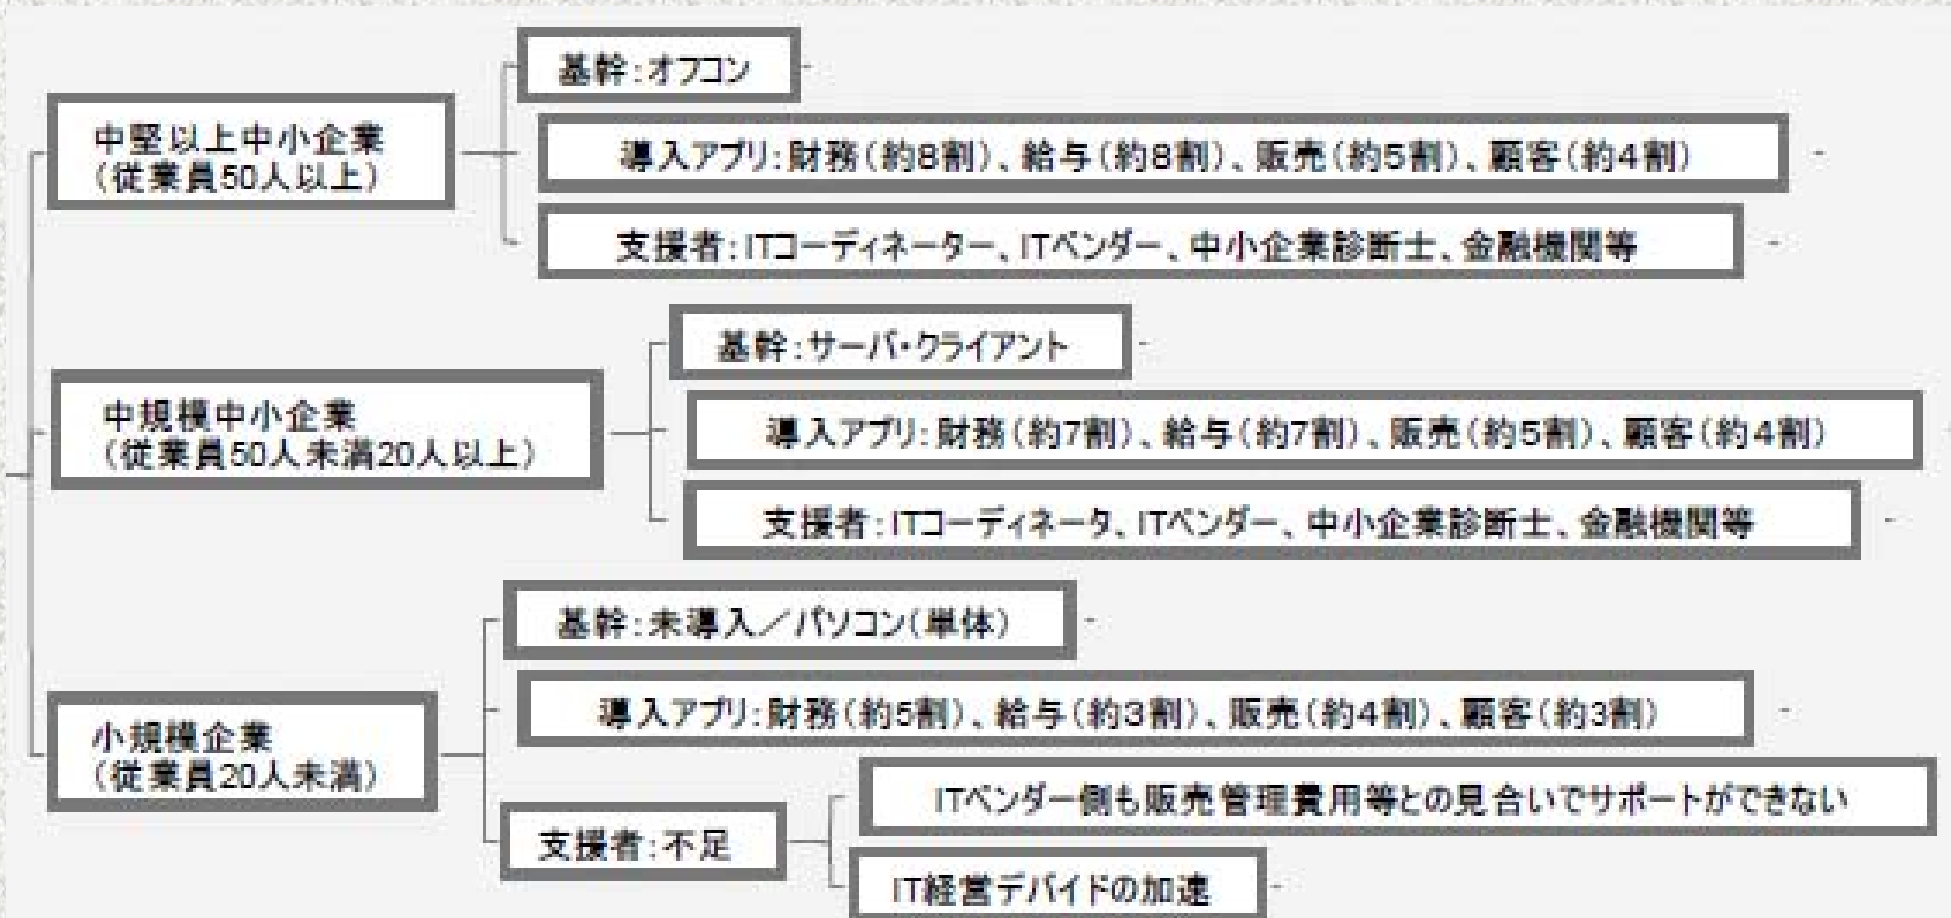 基幹:オフコン
中堅以上中小企業
(従業員50人以上)
導入アプリ:財務(約8割)、給与(約8割)、販売(約5割)、顧客(約4割)
支援者:ITコーディネーター、ITベンダー、中小企業診断士、金融機関等
基幹:サーバ・クライアント
中規模中小企業
(従業員50人未満20人以上)
導入アプリ:財務(約7割)、給与(約7割)、販売(約5割)、顧客(約4割)
支援者:ITコーディネータ、ITベンダー、中小企業診断士、金融機関等
基幹:未導入/パソコン(単体)
導入アプリ:財務(約5割)、給与(約3割)、販売(約4割)、顧客(約3割)
小規模企業
(従業員20人未満)
ITベンダー側も販売管理費用等との見合いでサポートができない
支援者:不足
IT経営デバイドの加速